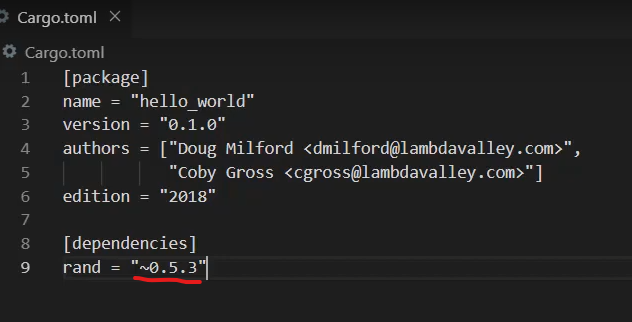 Cargo.toml ×
Cargo.toml
1 [package]
2 name = "hello_world"
3 version = "0.1.0"
4 authors = ["Doug Milford <dmilford@lambdavalley.com>",
5 "Coby Gross <cgross@lambdavalley.com>"]
6 edition = "2018"
7
8 [dependencies]
9 rand = "~0.5.3"